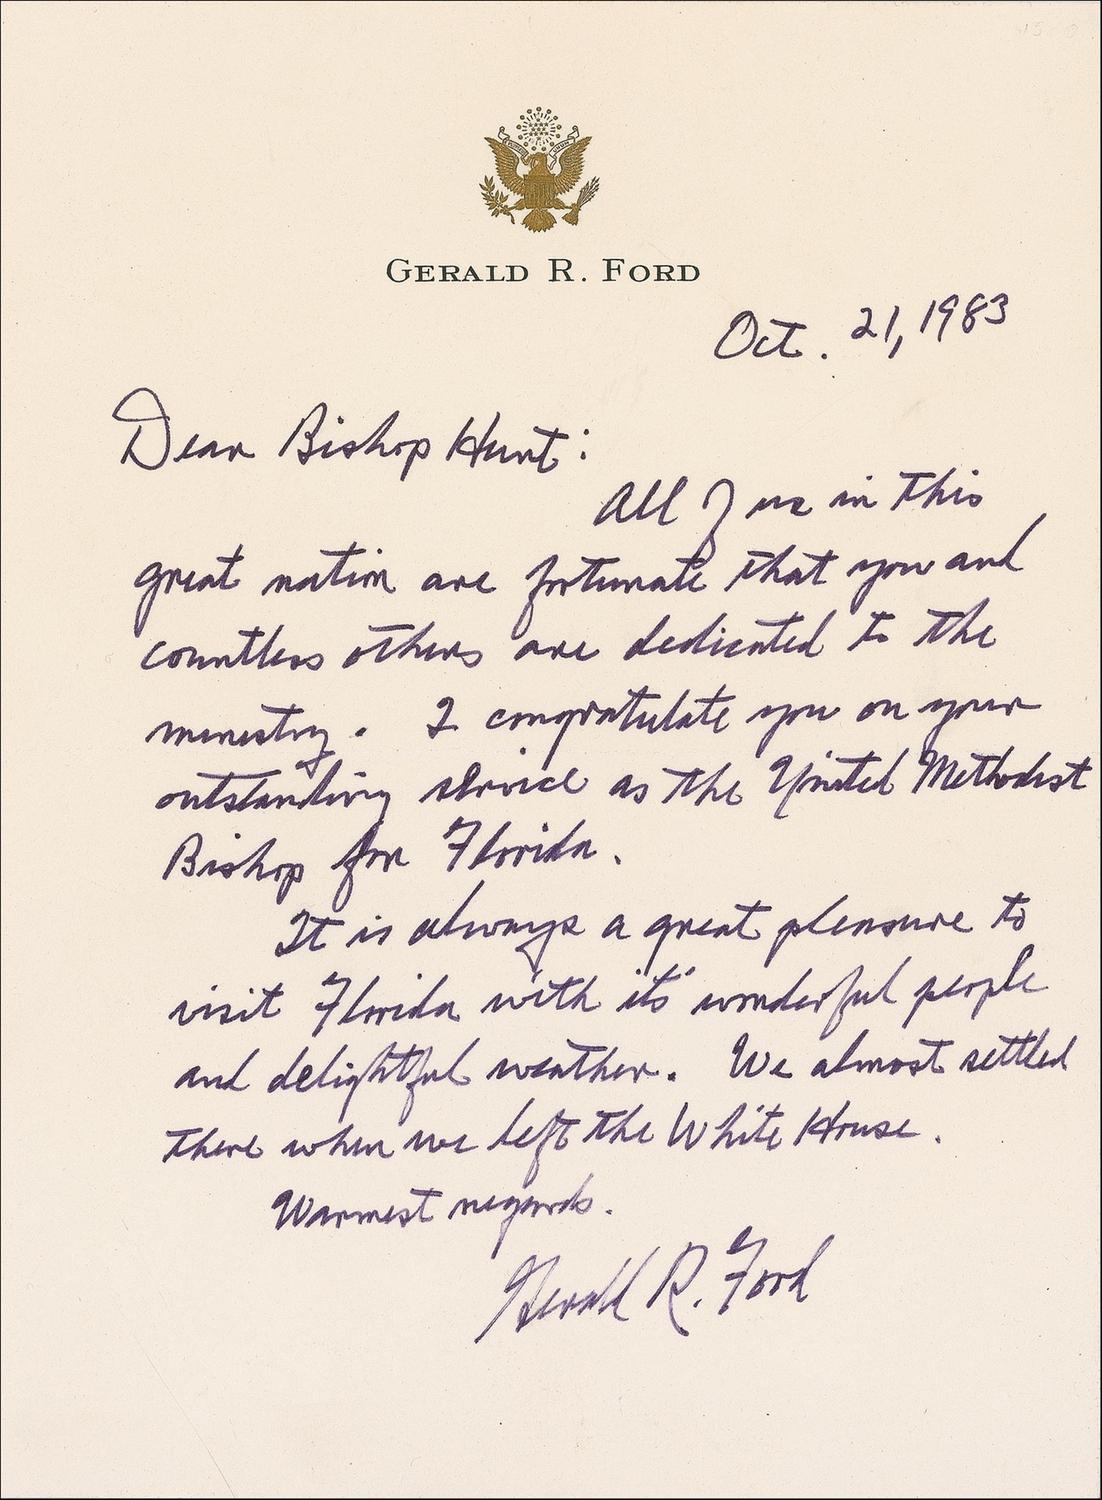 GERALD R. FORD
Oct. 21, 1983
Dear Bishop Hunt:
All of us in this
great nation are fortunate that you and
countless others are dedicated to the
ministry. I congratulate you on your
outstanding service as the United Methodist
Bishop for Florida.
It is always a great pleasure to
visit Florida with it's wonderful people
and delightful weather. We almost settled
there when we left the White House.
Warmest regards.
Gerald R. Ford